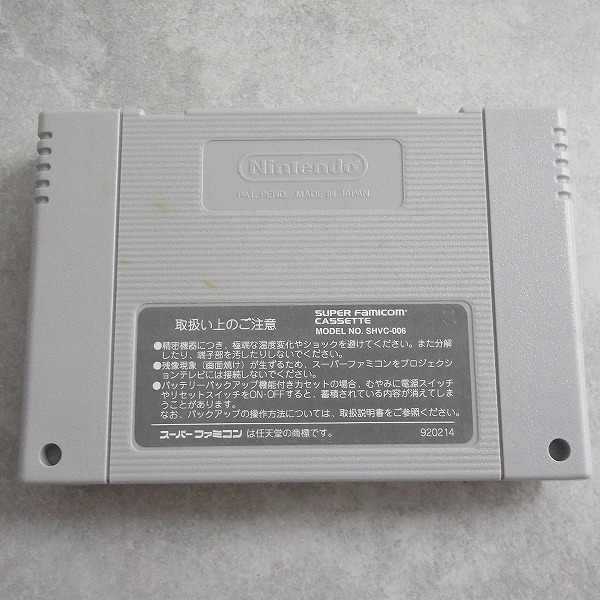 Nintendo®
PAT. PEND. MADE IN JAPAN
取扱い上のご注意
SUPER FAMICOM™
CASSETTE
MODEL NO. SHVC-006
●精密機器につき、極端な温度変化やショックを避けてください。また分解
したり、端子部を汚したりしないでください。
●残像現象（画面焼け）が生ずるため、スーパーファミコンをプロジェクショ
ンテレビには接続しないでください。
●バッテリーバックアップ機能付きカセットの場合、むやみに電源スイッチ
やリセットスイッチをON・OFFすると、蓄積されている内容が消えてしま
うことがあります。
なお、バックアップの操作方法については、取扱説明書をご参照ください。
スーパーファミコンは任天堂の商標です。
920214